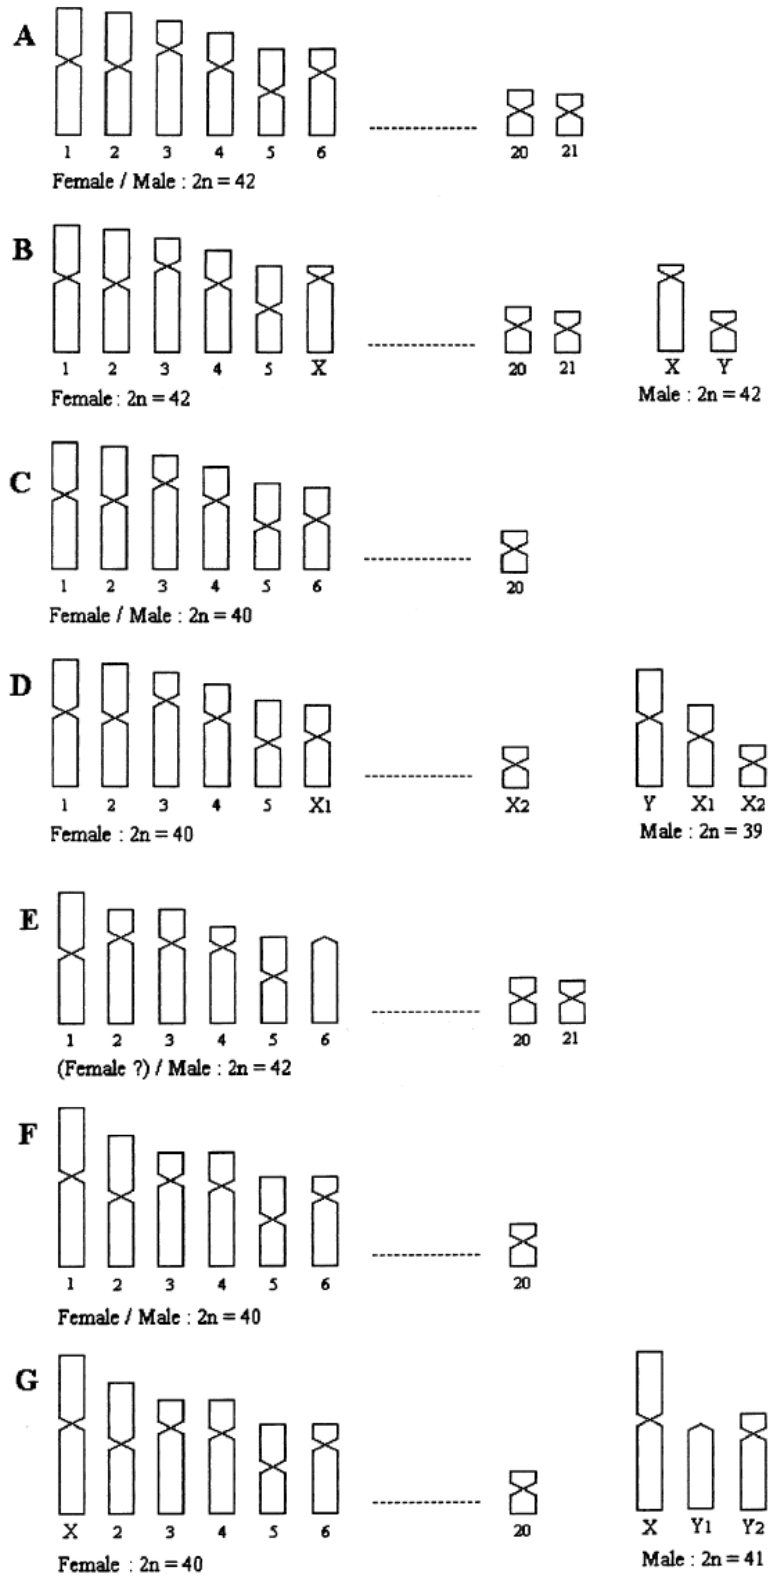 A
1 2 3 4 5 6 20 21
Female / Male : 2n = 42
B
1 2 3 4 5 X 20 21 X Y
Female : 2n = 42 Male : 2n = 42
C
1 2 3 4 5 6 20
Female / Male : 2n = 40
D
1 2 3 4 5 X1 X2 Y X1 X2
Female : 2n = 40 Male : 2n = 39
E
1 2 3 4 5 6 20 21
(Female ?) / Male : 2n = 42
F
1 2 3 4 5 6 20
Female / Male : 2n = 40
G
X 2 3 4 5 6 20 X Y1 Y2
Female : 2n = 40 Male : 2n = 41